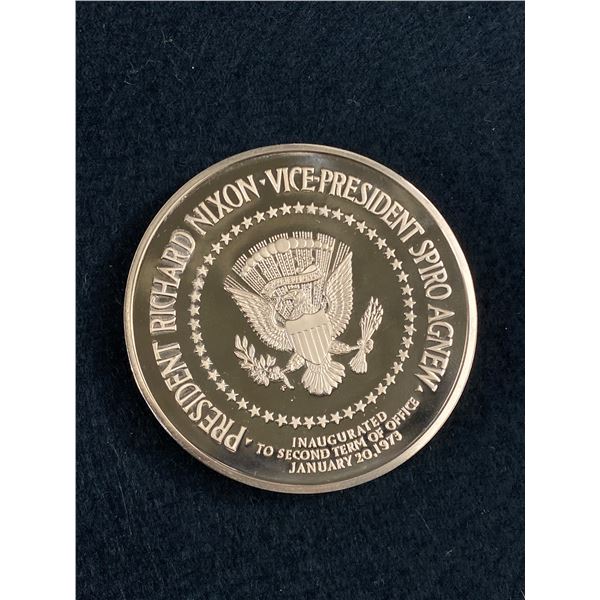 · PRESIDENT RICHARD NIXON · VICE-PRESIDENT SPIRO AGNEW ·
INAUGURATED
TO SECOND TERM OF OFFICE
JANUARY 20, 1973